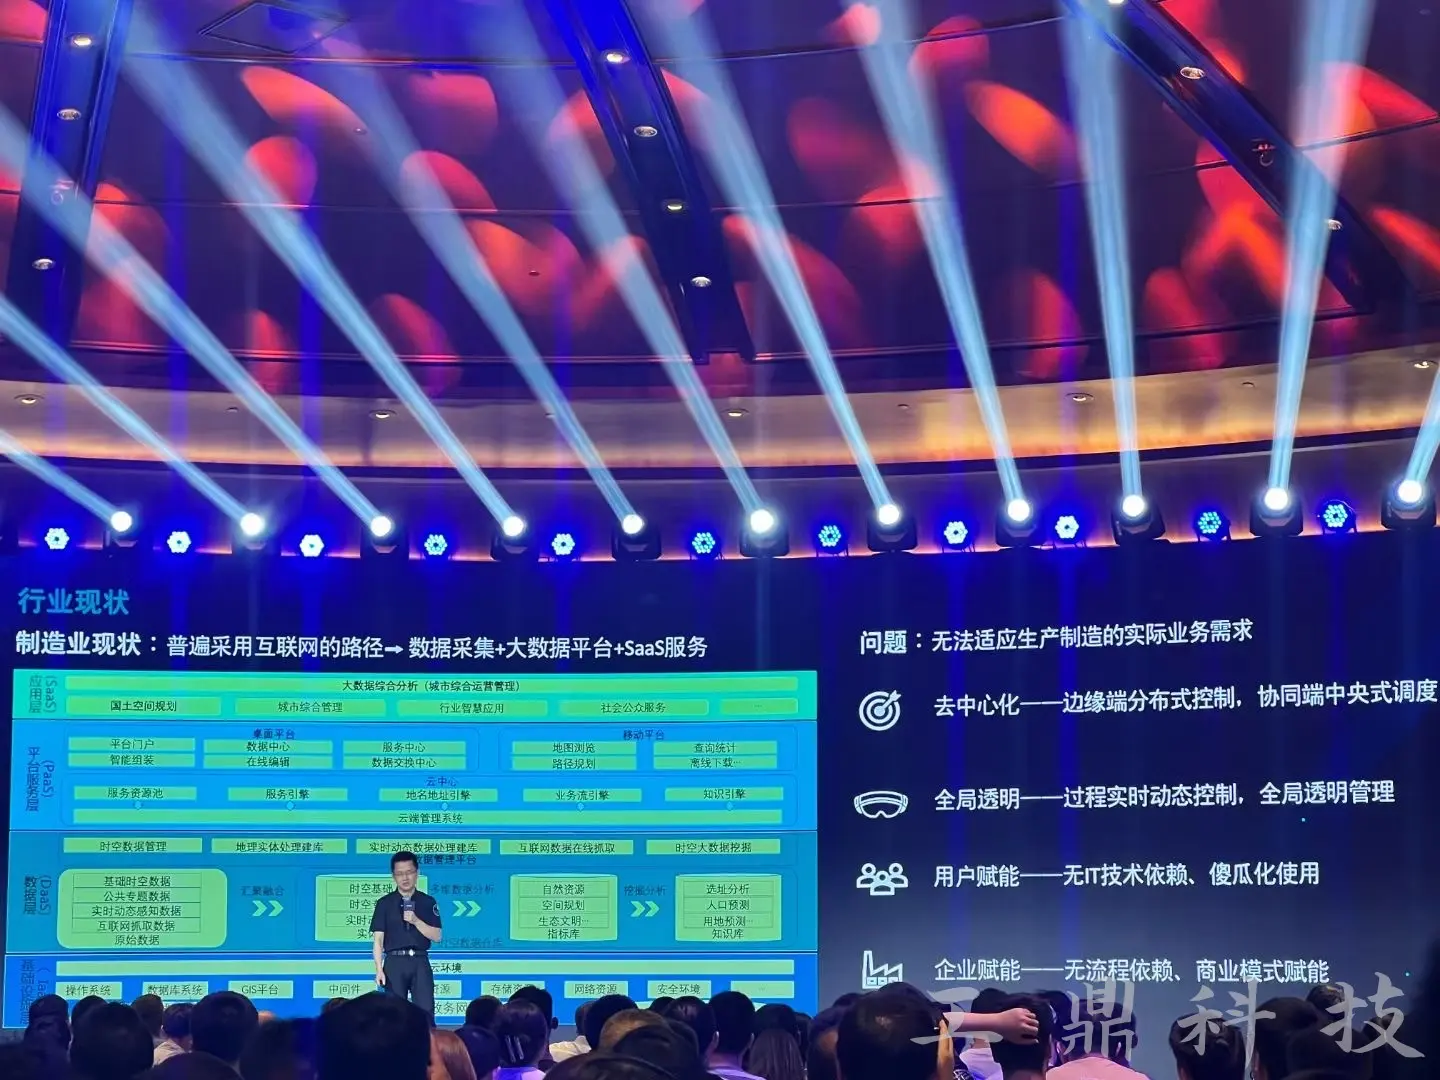 行业现状
制造业现状：普遍采用互联网的路径→ 数据采集+大数据平台+SaaS服务
应用层 (SaaS)
大数据综合分析（城市综合运营管理）
国土空间规划 城市综合管理 行业智慧应用 社会公众服务 …
平台服务层 (PaaS)
桌面平台 移动平台
平台门户 数据中心 服务中心 地图浏览 查询统计
智能组装 在线编辑 数据交换中心 路径规划 离线下载…
云中心
服务资源池 服务引擎 地名地址引擎 业务流引擎 知识引擎
云端管理系统
数据层 (DaaS)
时空数据管理 地理实体处理建库 实时动态数据处理建库 互联网数据在线抓取 时空大数据挖掘
数据管理平台
基础时空数据
公共专题数据
实时动态感知数据
互联网抓取数据
原始数据
汇聚融合
时空基础
时空
实时
实体
多维数据分析
时空数据仓库
自然资源
空间规划
生态文明…
指标库
挖掘分析
选址分析
人口预测
用地预测…
知识库
云环境
操作系统 数据库系统 GIS平台 中间件 资源 存储资源 网络资源 安全环境 …
政务网
问题：无法适应生产制造的实际业务需求
去中心化——边缘端分布式控制，协同端中央式调度
全局透明——过程实时动态控制，全局透明管理
用户赋能——无IT技术依赖、傻瓜化使用
企业赋能——无流程依赖、商业模式赋能
工鼎科技